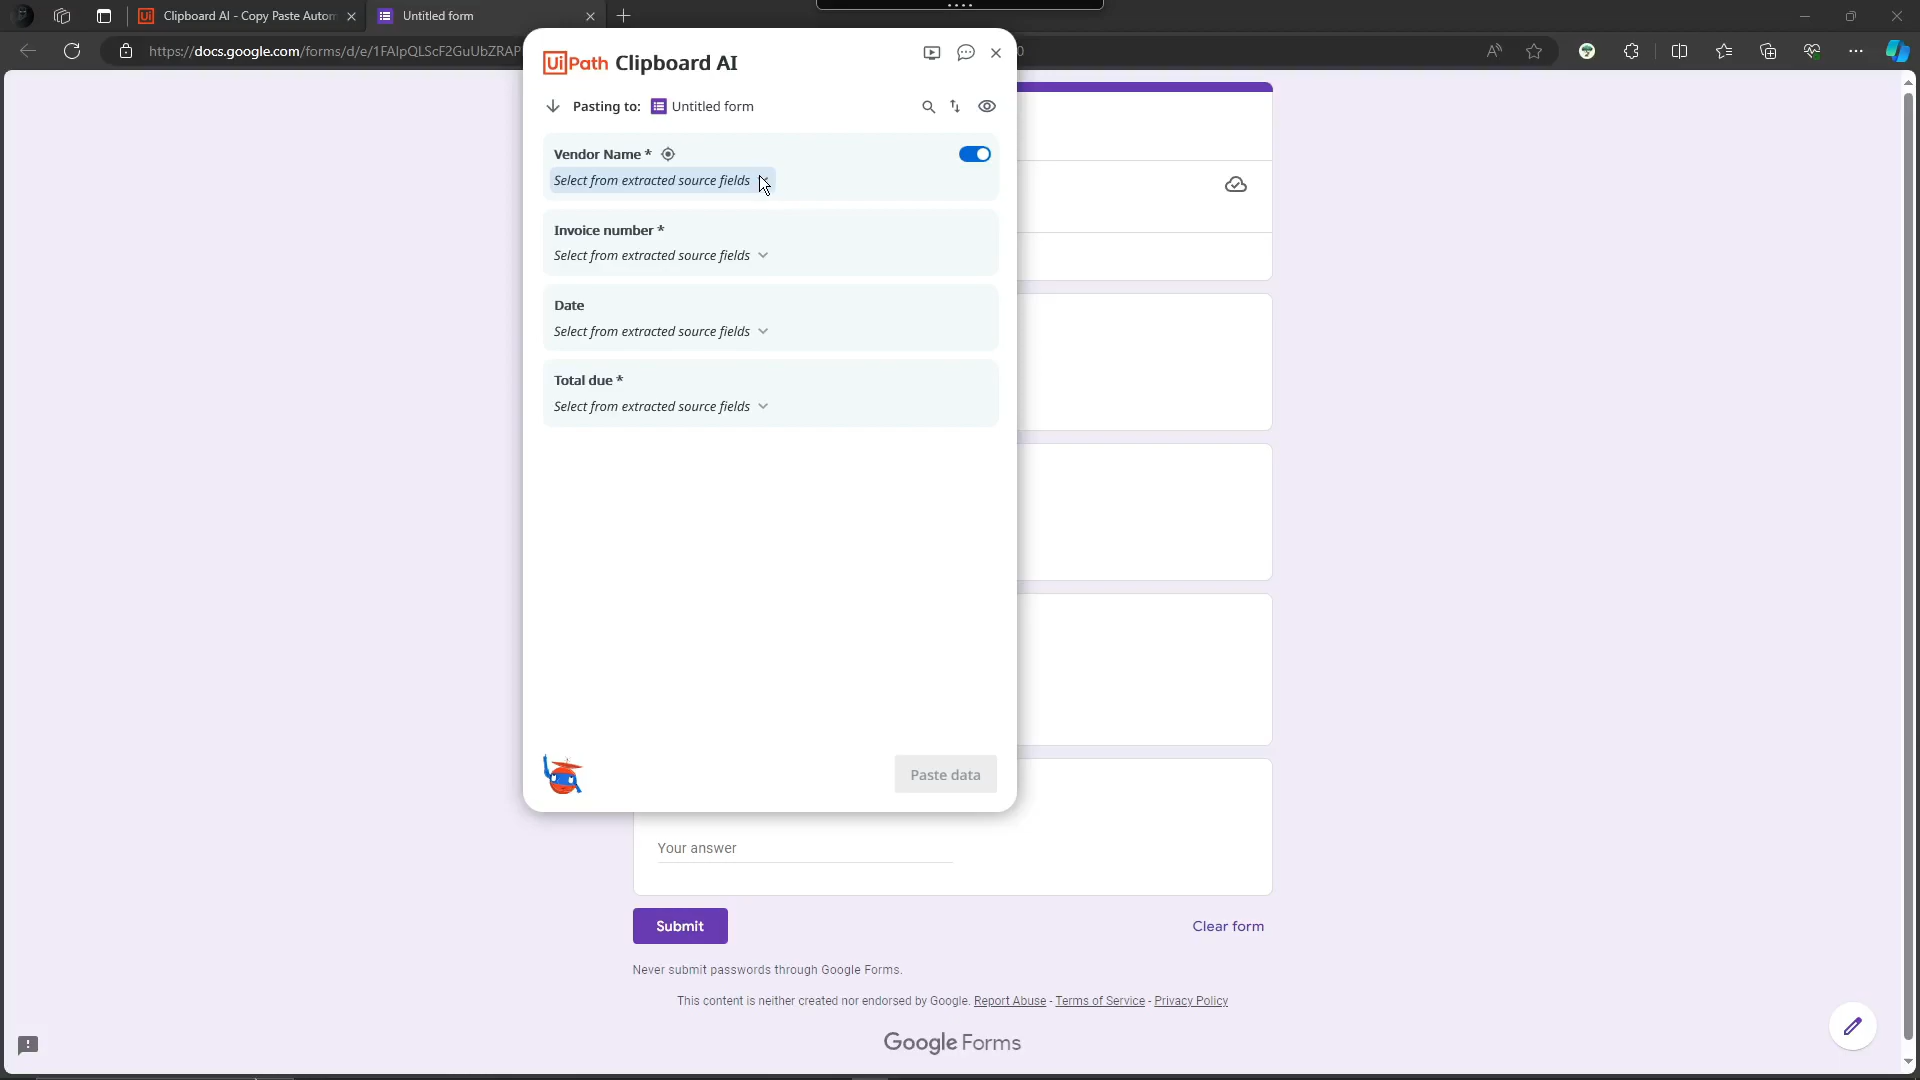 Clipboard AI - Copy Paste Autom
Untitled form
https://docs.google.com/forms/d/e/1FAIpQLScF2GuUbZRAP
0
UiPath Clipboard AI
Pasting to: Untitled form
Vendor Name *
Select from extracted source fields
Invoice number *
Select from extracted source fields
Date
Select from extracted source fields
Total due *
Select from extracted source fields
Paste data
Your answer
Submit
Clear form
Never submit passwords through Google Forms.
This content is neither created nor endorsed by Google. Report Abuse - Terms of Service - Privacy Policy
Google Forms